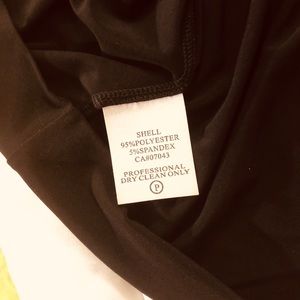 SHELL
95%POLYESTER
5%SPANDEX
CA#07043
PROFESSIONAL
DRY CLEAN ONLY
P